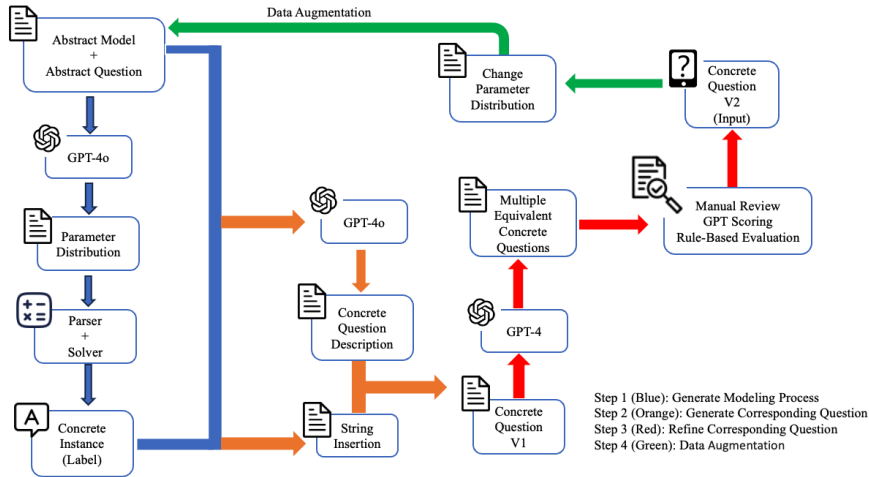 Data Augmentation
Abstract Model
+
Abstract Question
GPT-4o
Parameter
Distribution
Parser
+
Solver
A
Concrete
Instance
(Label)
GPT-4o
Concrete
Question
Description
String
Insertion
Concrete
Question
V1
GPT-4
Multiple
Equivalent
Concrete
Questions
Manual Review
GPT Scoring
Rule-Based Evaluation
?
Concrete
Question
V2
(Input)
Change
Parameter
Distribution
Step 1 (Blue): Generate Modeling Process
Step 2 (Orange): Generate Corresponding Question
Step 3 (Red): Refine Corresponding Question
Step 4 (Green): Data Augmentation